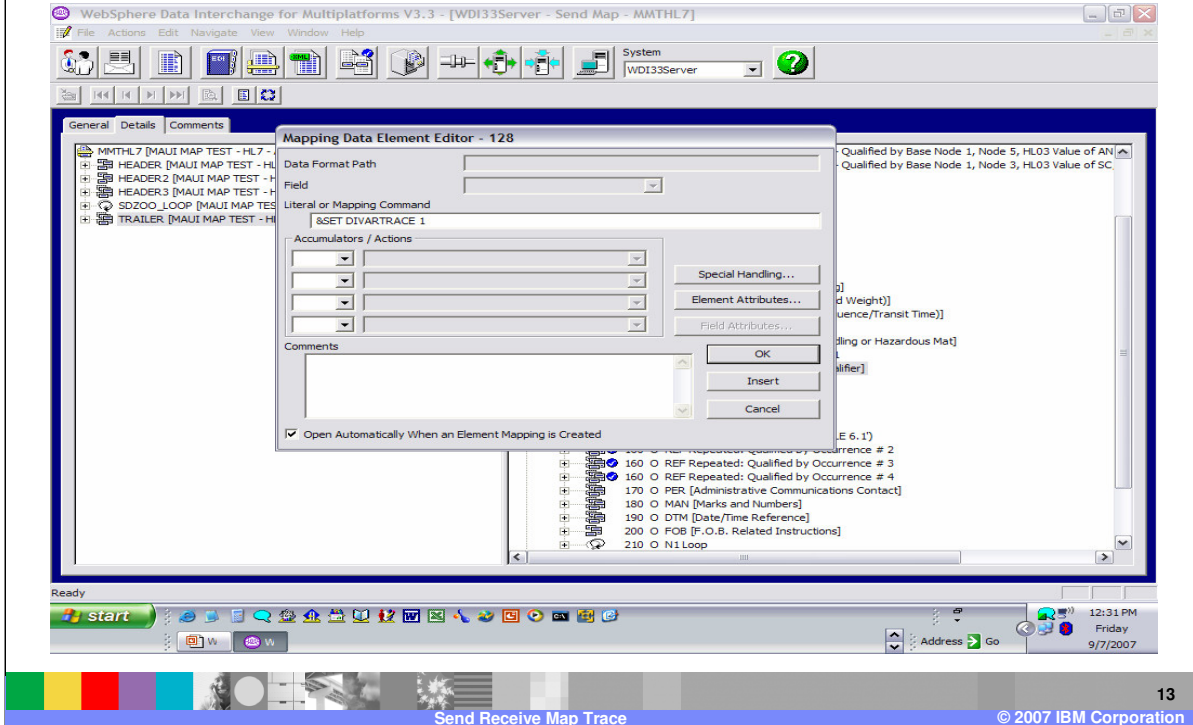 WebSphere Data Interchange for Multiplatforms V3.3 - [WDI33Server - Send Map - MMTHL7]
File Actions Edit Navigate View Window Help
System
WDI33Server
General Details Comments
MMTHL7 [MAUI MAP TEST - HL7 -
HEADER [MAUI MAP TEST - HL
HEADER2 [MAUI MAP TEST - H
HEADER3 [MAUI MAP TEST - H
SDZOO_LOOP [MAUI MAP TES
TRAILER [MAUI MAP TEST - H
Mapping Data Element Editor - 128
Data Format Path
Field
Literal or Mapping Command
&SET DIVARTRACE 1
Accumulators / Actions
Special Handling...
Element Attributes...
Field Attributes...
Comments
OK
Insert
Cancel
Open Automatically When an Element Mapping is Created
Qualified by Base Node 1, Node 5, HL03 Value of AN
Qualified by Base Node 1, Node 3, HL03 Value of SC
d Weight)]
uence/Transit Time)]
dling or Hazardous Mat]
alifier]
LE 6.1')
160 O REF Repeated: Qualified by Occurrence # 2
160 O REF Repeated: Qualified by Occurrence # 3
160 O REF Repeated: Qualified by Occurrence # 4
170 O PER [Administrative Communications Contact]
180 O MAN [Marks and Numbers]
190 O DTM [Date/Time Reference]
200 O FOB [F.O.B. Related Instructions]
210 O N1 Loop
Ready
start
W
W
Address Go
12:31 PM
Friday
9/7/2007
13
Send Receive Map Trace
© 2007 IBM Corporation